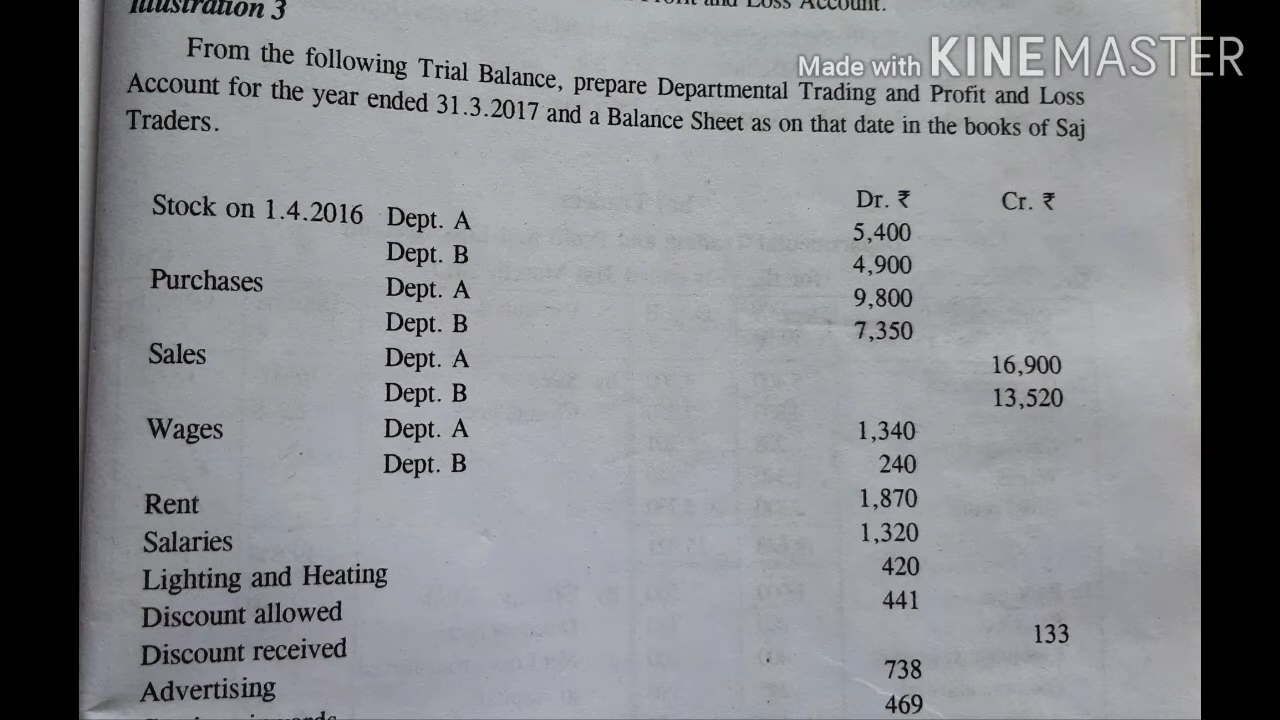 Illustration 3
Profit and Loss Account.
Made with KINEMASTER
From the following Trial Balance, prepare Departmental Trading and Profit and Loss
Account for the year ended 31.3.2017 and a Balance Sheet as on that date in the books of Saj
Traders.
Dr. ₹ Cr. ₹
Stock on 1.4.2016 Dept. A 5,400
Dept. B 4,900
Purchases Dept. A 9,800
Dept. B 7,350
Sales Dept. A 16,900
Dept. B 13,520
Wages Dept. A 1,340
Dept. B 240
Rent 1,870
Salaries 1,320
Lighting and Heating 420
Discount allowed 441
Discount received 133
Advertising 738
469